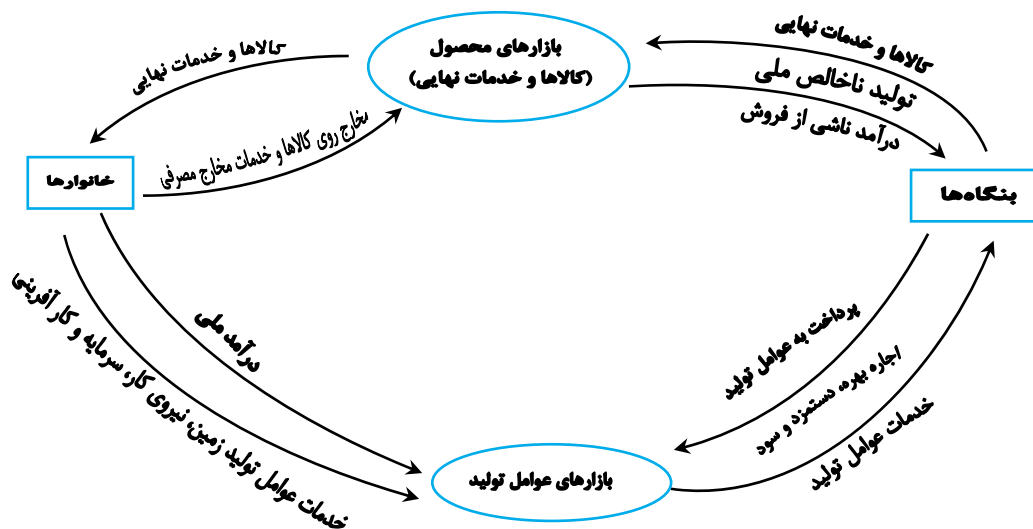 بازارهای محصول
(کالاها و خدمات نهایی)
کالاها و خدمات نهایی
تولید ناخالص ملی
درآمد ناشی از فروش
کالاها و خدمات نهایی
مخارج روی کالاها و خدمات مخارج مصرفی
خانوارها
بنگاه‌ها
درآمد ملی
خدمات عوامل تولید زمین، نیروی کار، سرمایه و کار آفرینی
پرداخت به عوامل تولید
اجاره بهره، دستمزد و سود
خدمات عوامل تولید
بازارهای عوامل تولید